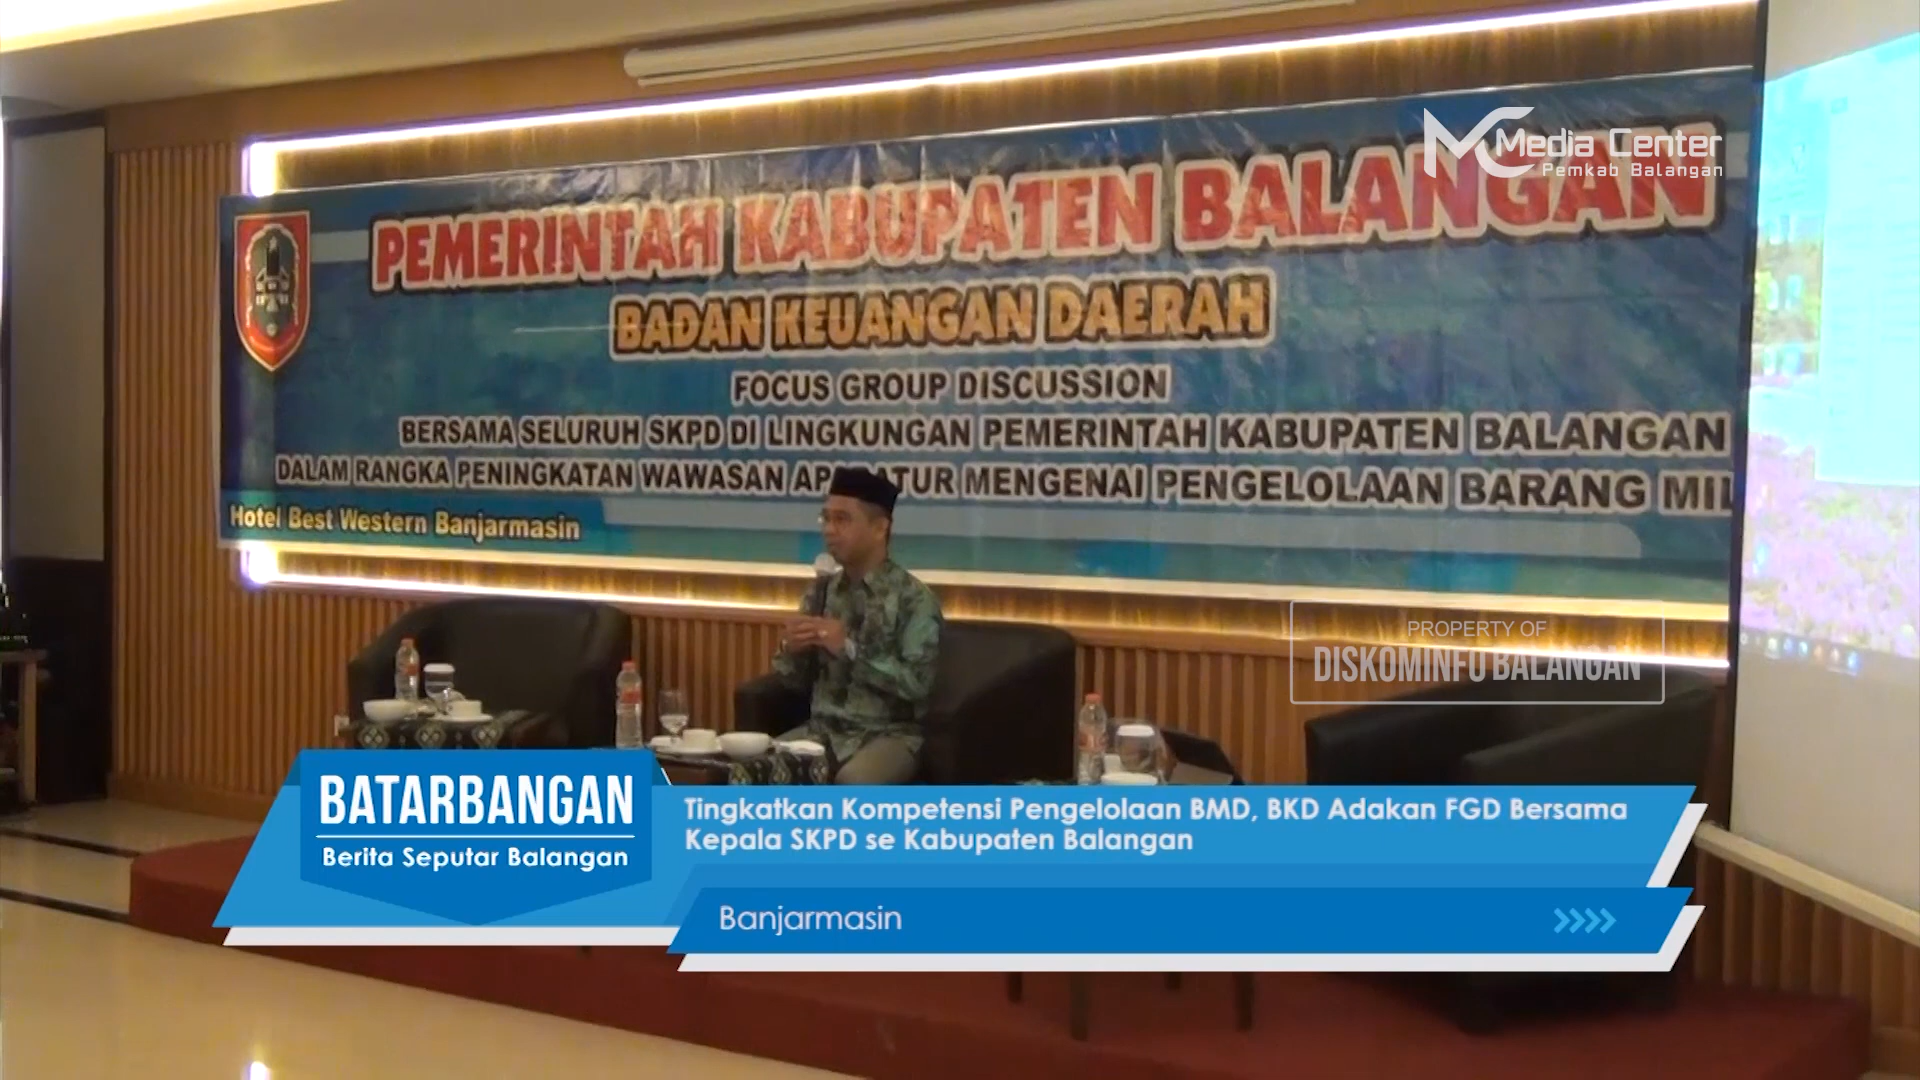 Media Center
Pemkab Balangan
PEMERINTAH KABUPATEN BALANGAN
BADAN KEUANGAN DAERAH
FOCUS GROUP DISCUSSION
BERSAMA SELURUH SKPD DI LINGKUNGAN PEMERINTAH KABUPATEN BALANGAN
DALAM RANGKA PENINGKATAN WAWASAN MENGENAI PENGELOLAAN BARANG
Hotel Best Western Banjarmasin
PROPERTY OF
DISKOMINFO BALANGAN
BATARBANGAN
Berita Seputar Balangan
Tingkatkan Kompetensi Pengelolaan BMD, BKD Adakan FGD Bersama
Kepala SKPD se Kabupaten Balangan
Banjarmasin